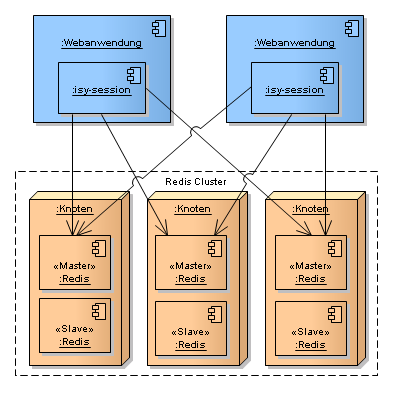 :Webanwendung
:Webanwendung
:isy-session
:isy-session
Redis Cluster
:Knoten
:Knoten
:Knoten
«Master»
:Redis
«Master»
:Redis
«Master»
:Redis
«Slave»
:Redis
«Slave»
:Redis
«Slave»
:Redis